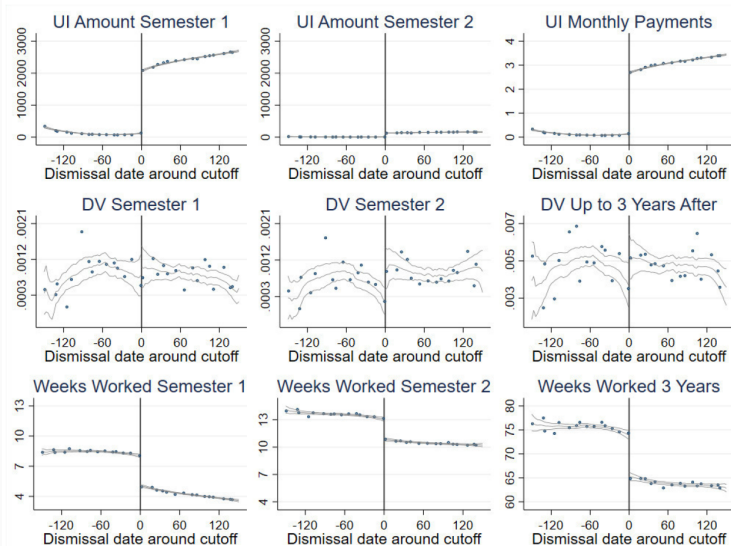 UI Amount Semester 1
3000
2000
1000
0
-120 -60 0 60 120
Dismissal date around cutoff
UI Amount Semester 2
3000
2000
1000
0
-120 -60 0 60 120
Dismissal date around cutoff
UI Monthly Payments
4
3
2
1
0
-120 -60 0 60 120
Dismissal date around cutoff
DV Semester 1
.0021
.0012
.0003
-120 -60 0 60 120
Dismissal date around cutoff
DV Semester 2
.0021
.0012
.0003
-120 -60 0 60 120
Dismissal date around cutoff
DV Up to 3 Years After
.007
.005
.003
-120 -60 0 60 120
Dismissal date around cutoff
Weeks Worked Semester 1
13
10
7
4
-120 -60 0 60 120
Dismissal date around cutoff
Weeks Worked Semester 2
13
10
7
4
-120 -60 0 60 120
Dismissal date around cutoff
Weeks Worked 3 Years
80
75
70
65
60
-120 -60 0 60 120
Dismissal date around cutoff